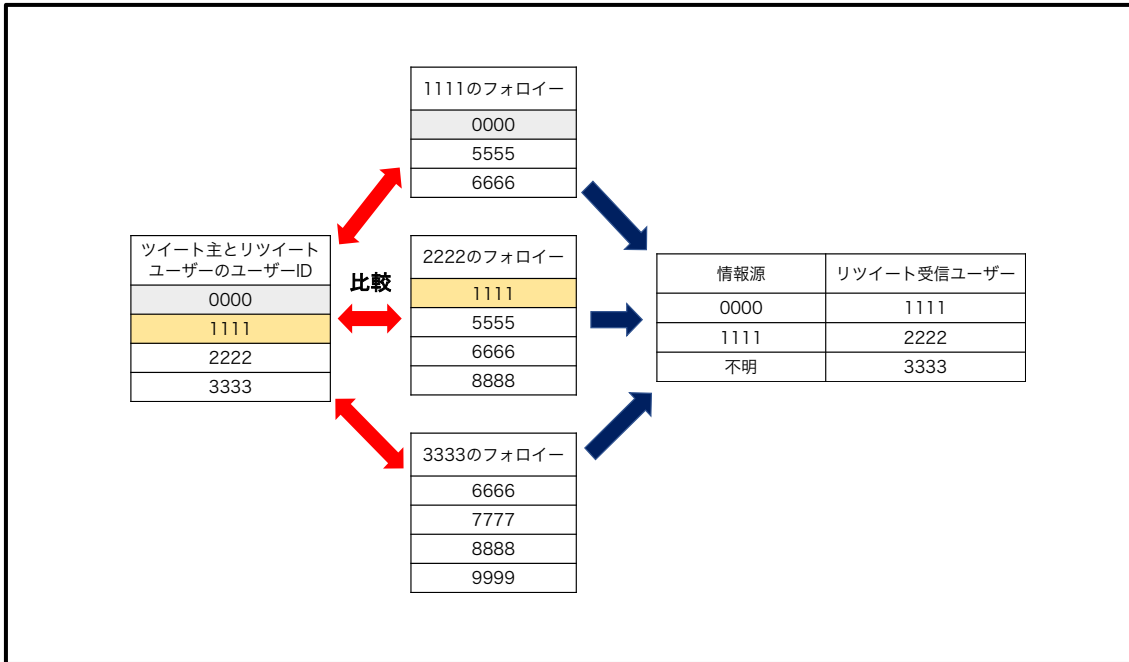 1111のフォロイー
0000
5555
6666
ツイート主とリツイート
ユーザーのユーザーID
0000
1111
2222
3333
比較
2222のフォロイー
1111
5555
6666
8888
3333のフォロイー
6666
7777
8888
9999
情報源 リツイート受信ユーザー
0000 1111
1111 2222
不明 3333